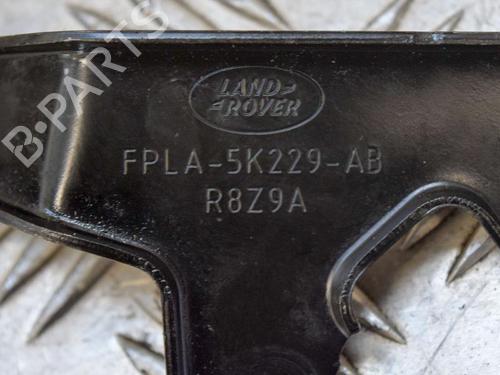 LAND-
ROVER
FPLA-5K229-AB
R8Z9A
B-PARTS